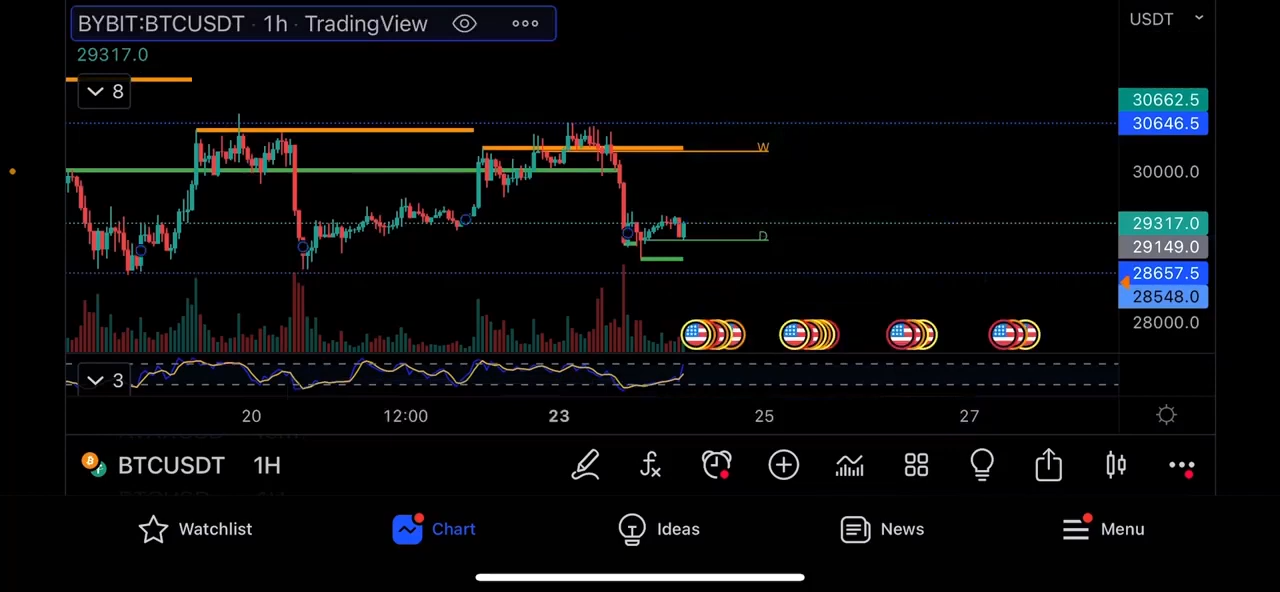 BYBIT:BTCUSDT · 1h · TradingView
USDT
29317.0
8
30662.5
30646.5
W
30000.0
29317.0
D
29149.0
28657.5
28548.0
28000.0
3
20 12:00 23 25 27
BTCUSDT 1H
Watchlist Chart Ideas News Menu